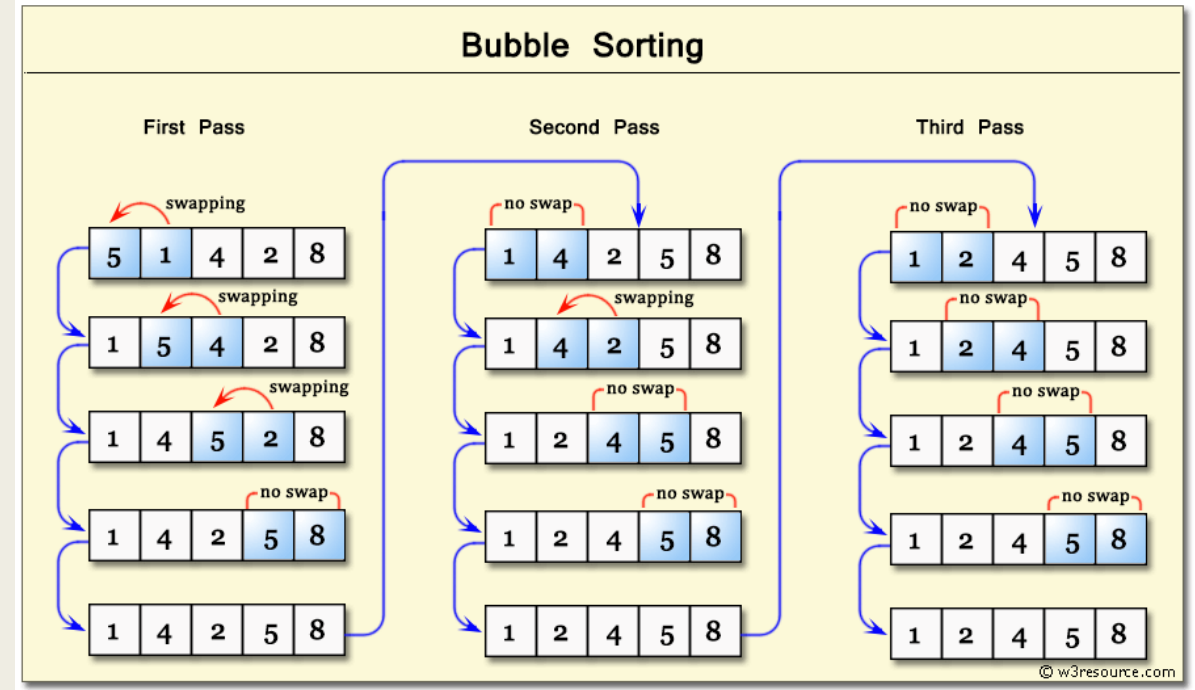 Bubble Sorting
First Pass
swapping
5 1 4 2 8
swapping
1 5 4 2 8
swapping
1 4 5 2 8
no swap
1 4 2 5 8
1 4 2 5 8
Second Pass
no swap
1 4 2 5 8
swapping
1 4 2 5 8
no swap
1 2 4 5 8
no swap
1 2 4 5 8
1 2 4 5 8
Third Pass
no swap
1 2 4 5 8
no swap
1 2 4 5 8
no swap
1 2 4 5 8
no swap
1 2 4 5 8
1 2 4 5 8
© w3resource.com